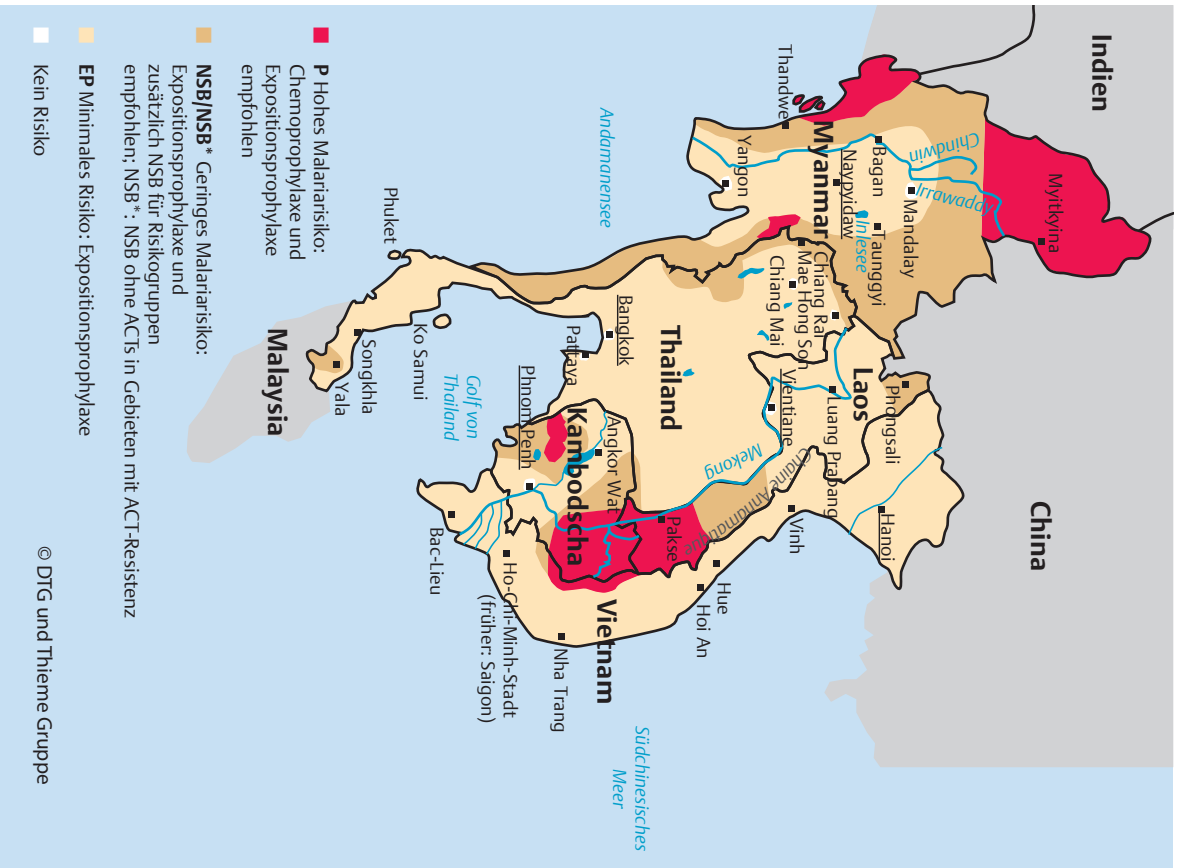 Indien
China
Myitkyina
Chindwin
Irrawaddy
Mandalay
Bagan
Taunggyi
Inlesee
Naypyidaw
Myanmar
Thandwe
Yangon
Phongsali
Hanoi
Laos
Luang Prabang
Chiang Rai
Mae Hong Son
Chiang Mai
Vientiane
Vinh
Chaine Annamatique
Mekong
Hue
Hoi An
Thailand
Pakse
Bangkok
Angkor Wat
Pattaya
Kambodscha
Vietnam
Nha Trang
Phnom Penh
Ho-Chi-Minh-Stadt
(früher: Saigon)
Bac-Lieu
Andamanensee
Golf von
Thailand
Südchinesisches
Meer
Ko Samui
Phuket
Songkhla
Yala
Malaysia
P Hohes Malariarisiko:
Chemoprophylaxe und
Expositionsprophylaxe
empfohlen
NSB/NSB* Geringes Malariarisiko:
Expositionsprophylaxe und
zusätzlich NSB für Risikogruppen
empfohlen; NSB*: NSB ohne ACTs in Gebieten mit ACT-Resistenz
EP Minimales Risiko: Expositionsprophylaxe
Kein Risiko
© DTG und Thieme Gruppe